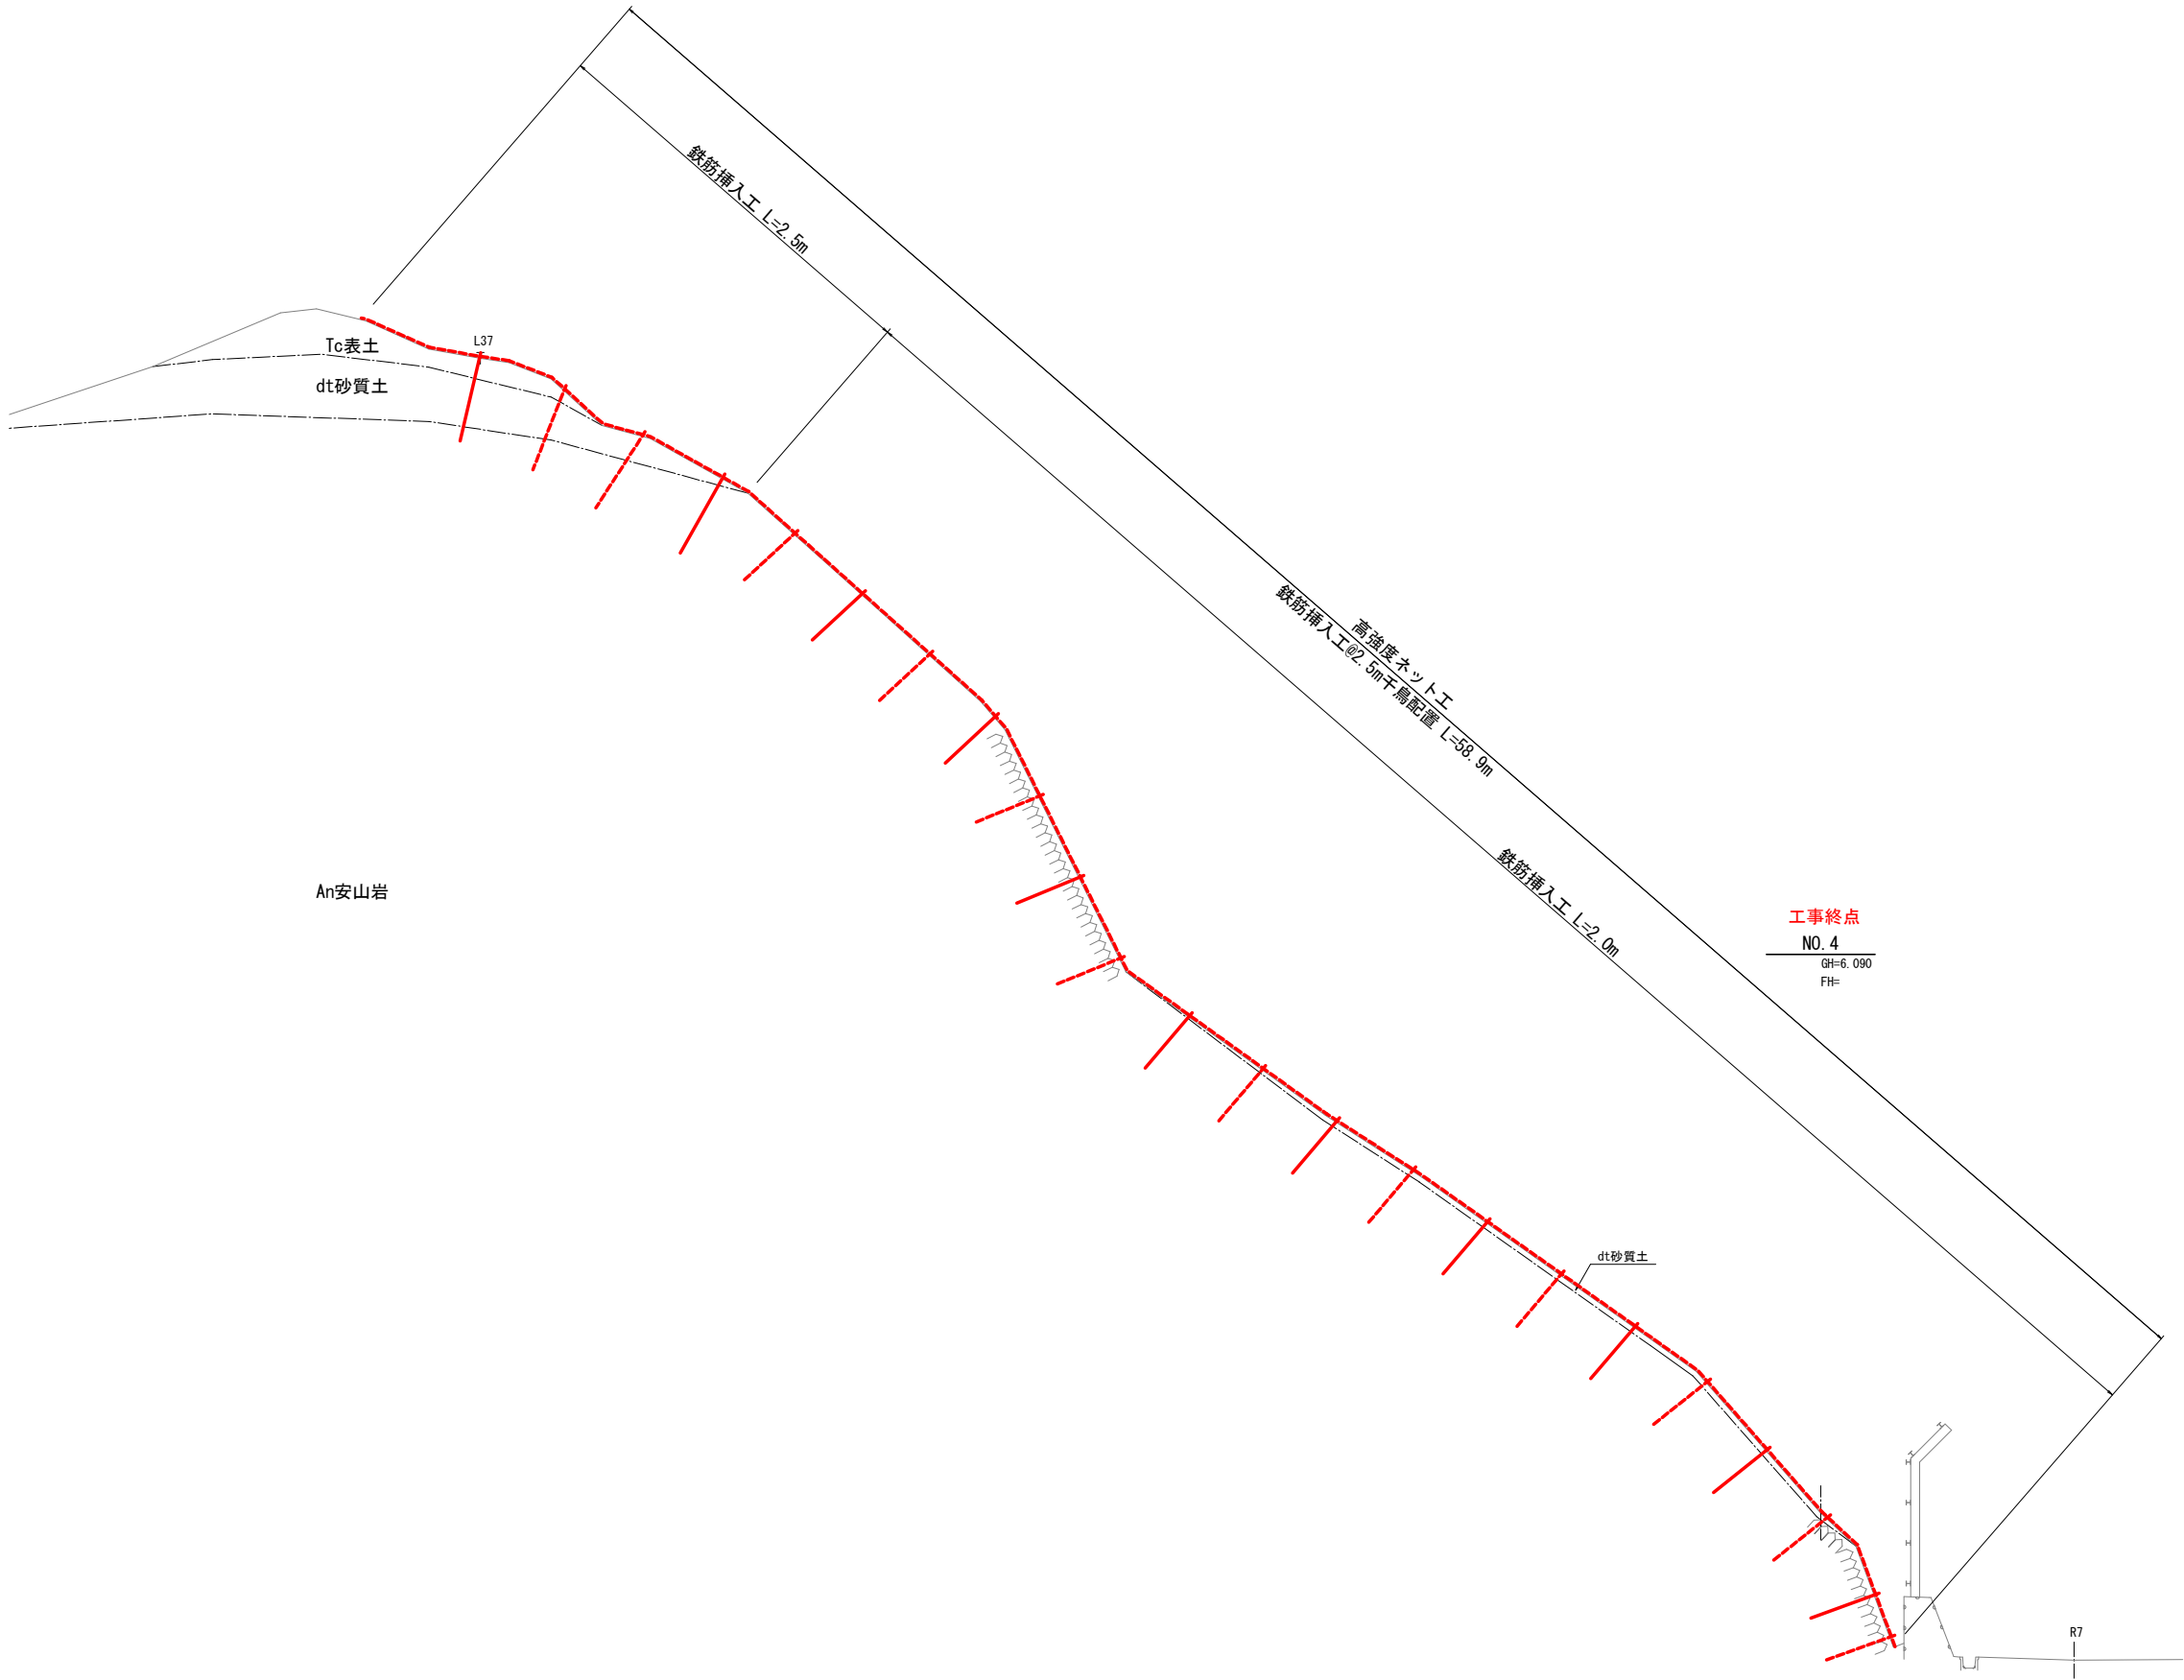 鉄筋挿入工 L=2.5m
L37
Tc表土
dt砂質土
高強度ネット工
鉄筋挿入工@2.5m千鳥配置 L=58.9m
鉄筋挿入工 L=2.0m
An安山岩
工事終点
NO.4
GH=6.090
FH=
dt砂質土
R7